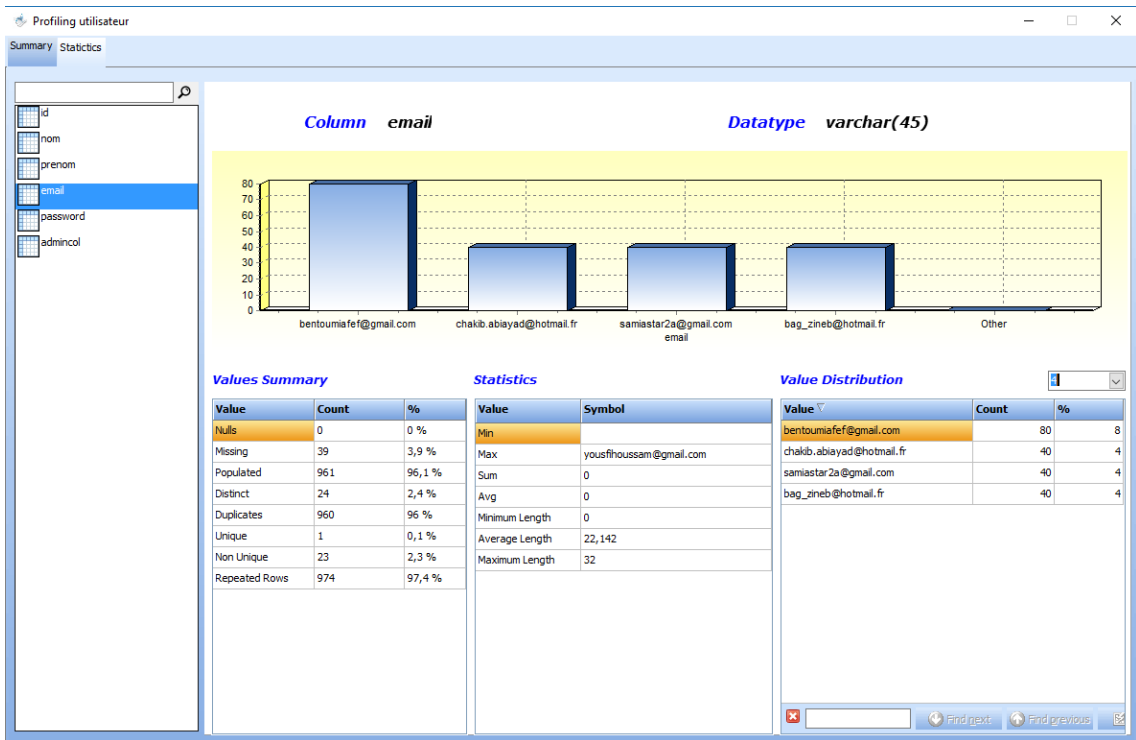 Profiling utilisateur
Summary Statictics
id
nom
prenom
email
password
admincol
Column email Datatype varchar(45)
80
70
60
50
40
30
20
10
0
bentoumiafef@gmail.com chakib.abiayad@hotmail.fr samiastar2a@gmail.com bag_zineb@hotmail.fr Other
email
Values Summary Statistics Value Distribution
Value Count % Value Symbol Value Count %
Nulls 0 0 % Min bentoumiafef@gmail.com 80 8
Missing 39 3,9 % Max yousfihoussam@gmail.com chakib.abiayad@hotmail.fr 40 4
Populated 961 96,1 % Sum 0 samiastar2a@gmail.com 40 4
Distinct 24 2,4 % Avg 0 bag_zineb@hotmail.fr 40 4
Duplicates 960 96 % Minimum Length 0
Unique 1 0,1 % Average Length 22,142
Non Unique 23 2,3 % Maximum Length 32
Repeated Rows 974 97,4 %
Find next Find previous